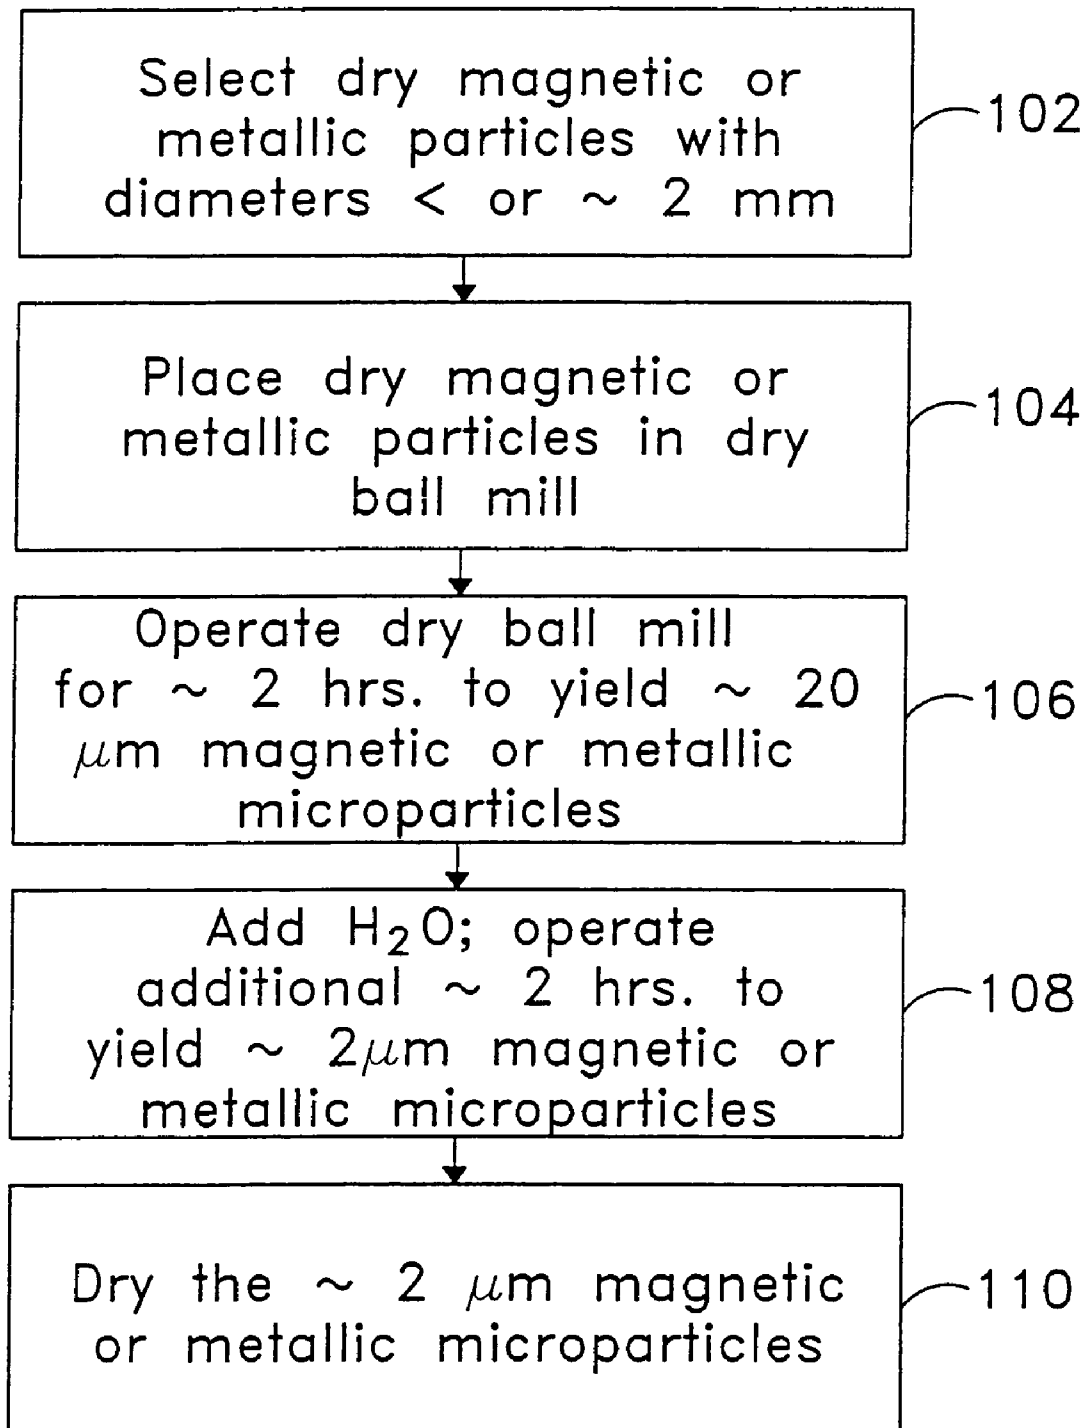 Select dry magnetic or
metallic particles with
diameters < or ~ 2 mm
102
Place dry magnetic or
metallic particles in dry
ball mill
104
Operate dry ball mill
for ~ 2 hrs. to yield ~ 20
μm magnetic or metallic
microparticles
106
Add H₂O; operate
additional ~ 2 hrs. to
yield ~ 2μm magnetic or
metallic microparticles
108
Dry the ~ 2 μm magnetic
or metallic microparticles
110